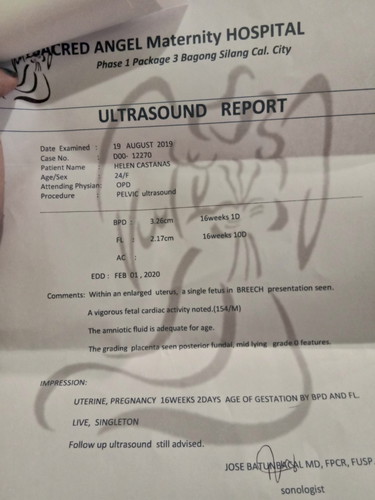 SACRED ANGEL Maternity HOSPITAL
Phase 1 Package 3 Bagong Silang Cal. City
ULTRASOUND REPORT
Date Examined : 19 AUGUST 2019
Case No. D00- 12270
Patient Name HELEN CASTANAS
Age/Sex 24/F
Attending Physian: OPD
Procedure PELVIC ultrasound
BPD : 3.26cm 16weeks 1D
FL : 2.17cm 16weeks 10D
AC :
EDD : FEB 01 , 2020
Comments: Within an enlarged uterus, a single fetus in BREECH presentation seen.
A vigorous fetal cardiac activity noted.(154/M)
The amniotic fluid is adequate for age.
The grading placenta seen posterior fundal, mid lying grade 0 features.
IMPRESSION:
UTERINE, PREGNANCY 16WEEKS 2DAYS AGE OF GESTATION BY BPD AND FL.
LIVE, SINGLETON
Follow up ultrasound still advised.
JOSE MD, FPCR, FUSP
sonologist